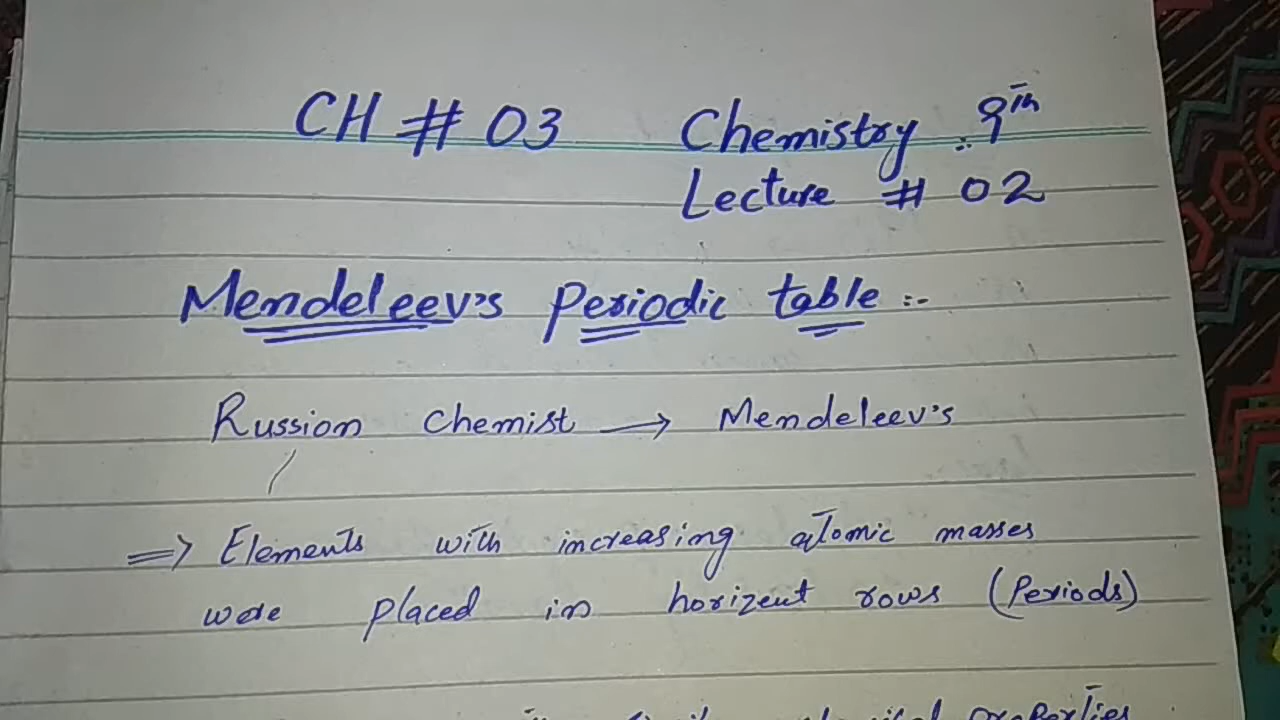 CH # 03 Chemistry :. 9th
Lecture # 02
Mendeleev's Periodic table :-
Russion Chemist → Mendeleev's
⇒ Elements with increasing atomic masses
were placed in horizent rows (Periods)
properties